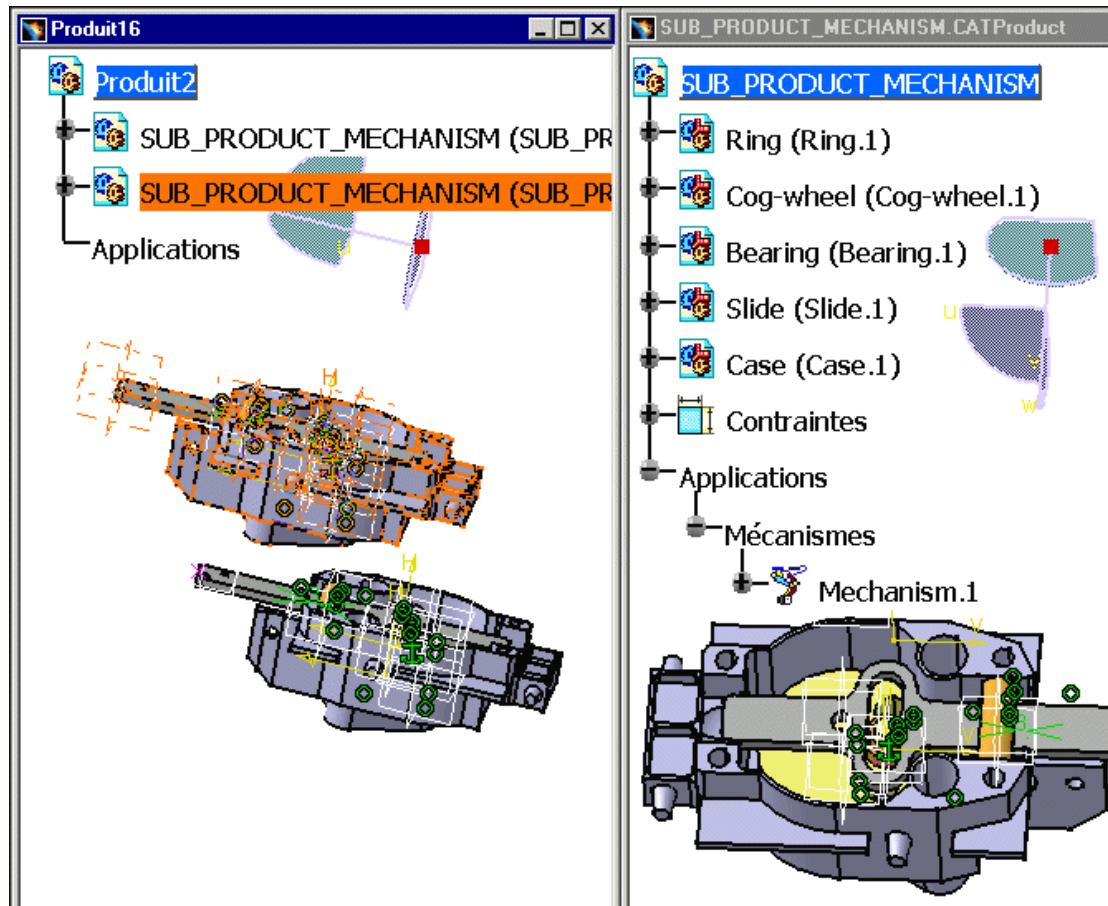 Produit16
Produit2
SUB_PRODUCT_MECHANISM (SUB_PR
SUB_PRODUCT_MECHANISM (SUB_PR
u
Applications
H
H
V
SUB_PRODUCT_MECHANISM.CATProduct
SUB_PRODUCT_MECHANISM
Ring (Ring.1)
Cog-wheel (Cog-wheel.1)
Bearing (Bearing.1)
Slide (Slide.1)
u
v
Case (Case.1)
w
Contraintes
Applications
Mécanismes
Mechanism.1
V
V